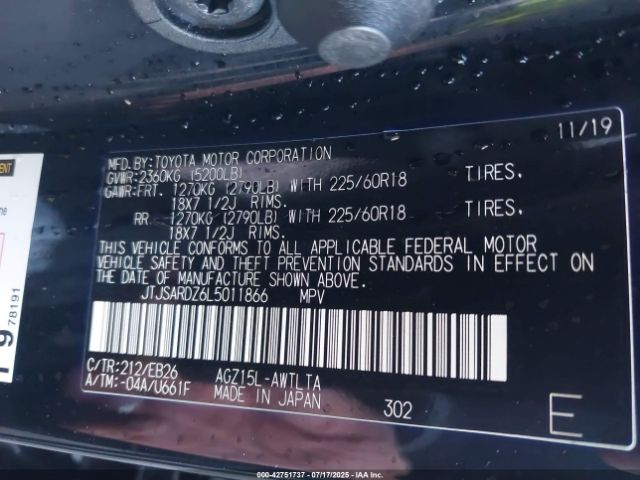 11/19
MFD.BY:TOYOTA MOTOR CORPORATION
GVWR:2360KG (5200LB)
GAWR:FRT. 1270KG (2790LB) WITH 225/60R18 TIRES.
18X7 1/2J RIMS.
RR. 1270KG (2790LB) WITH 225/60R18 TIRES.
18X7 1/2J RIMS.
THIS VEHICLE CONFORMS TO ALL APPLICABLE FEDERAL MOTOR
VEHICLE SAFETY AND THEFT PREVENTION STANDARDS IN EFFECT ON
THE DATE OF MANUFACTURE SHOWN ABOVE.
JTJSARDZ6L5011866 MPV
C/TR:212/EB26 AGZ15L-AWTLTA
A/TM:-04A/U661F MADE IN JAPAN
302
E
78191
000-42751737 - 07/17/2025 - IAA Inc.